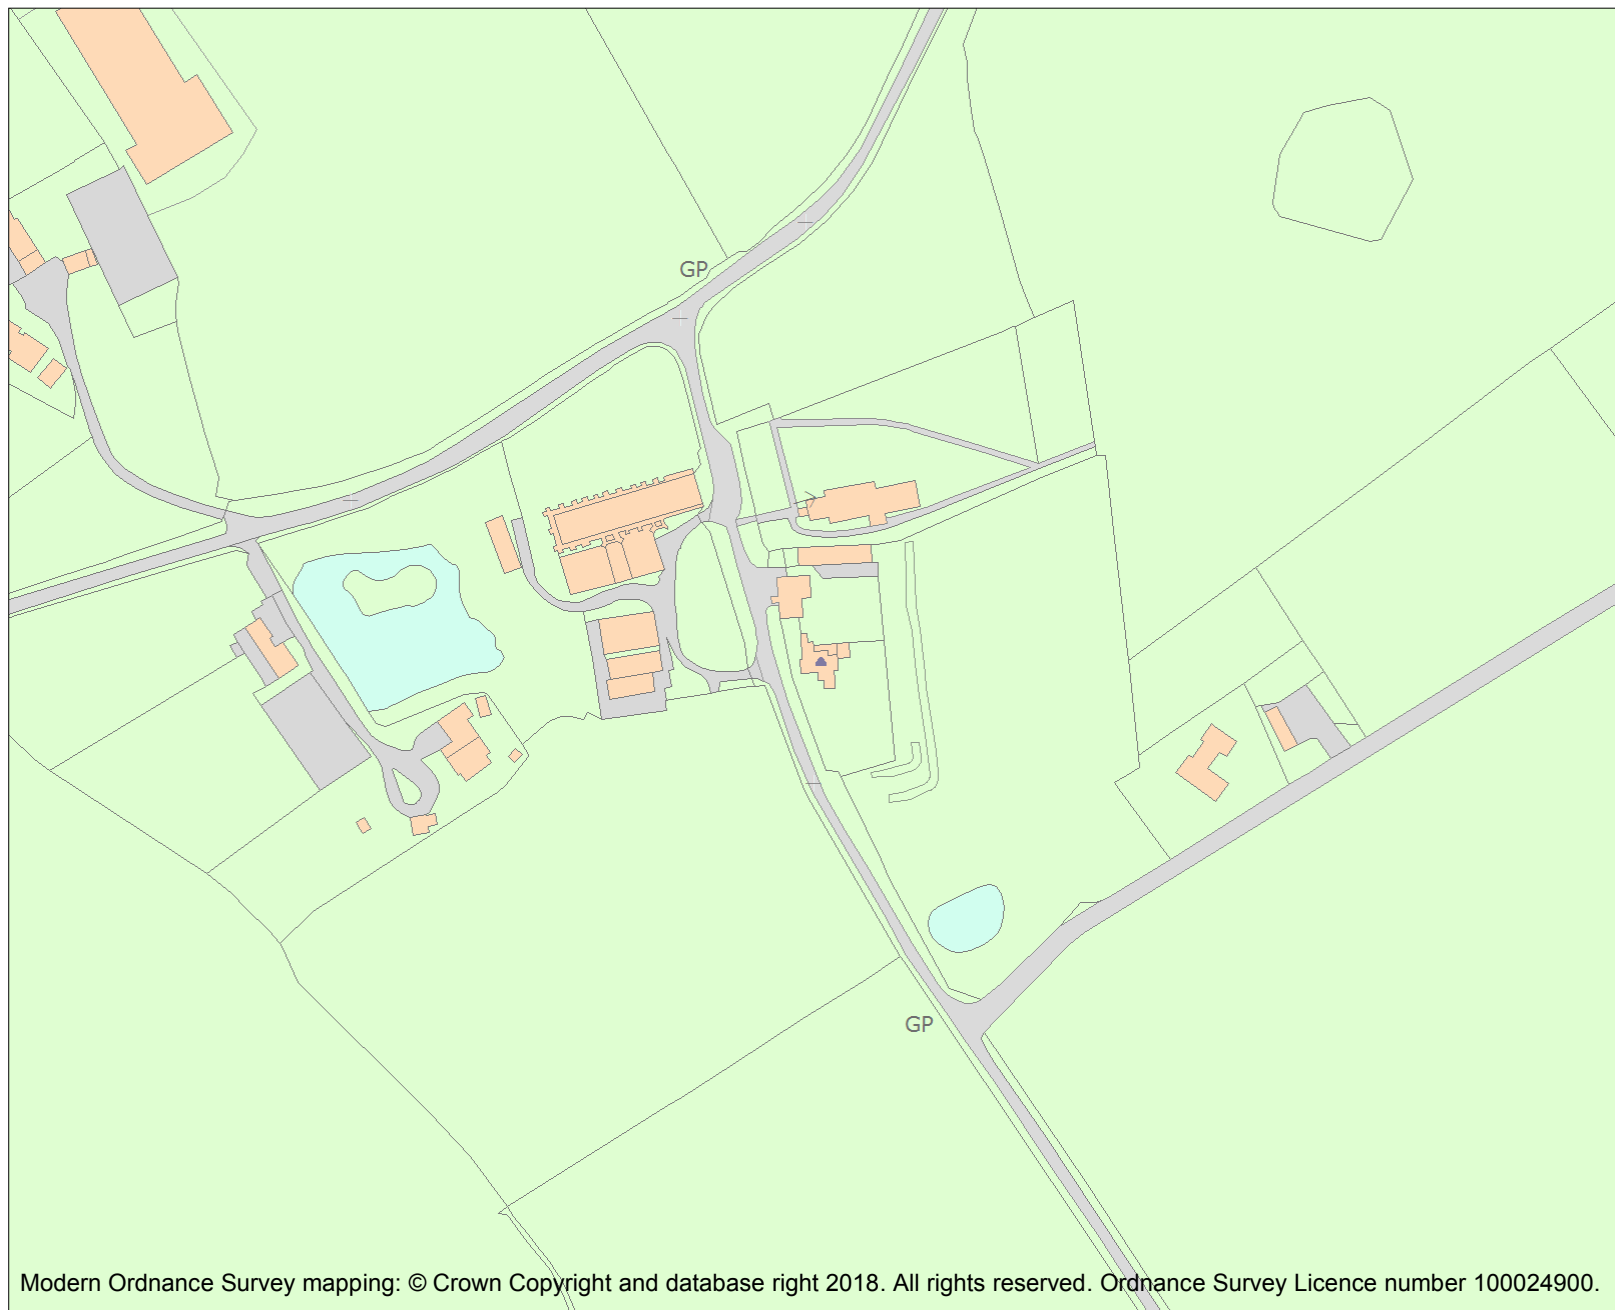 GP
GP
Modern Ordnance Survey mapping: © Crown Copyright and database right 2018. All rights reserved. Ordnance Survey Licence number 100024900.